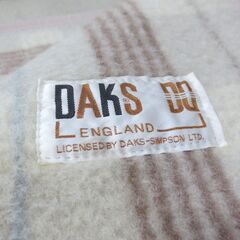 DAKS DD
ENGLAND
LICENSED BY DAKS-SIMPSON LTD.